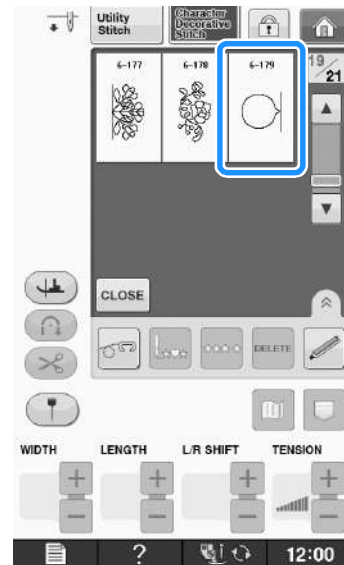 Utility
Stitch
Character
Decorative
Stitch
6-177
6-178
6-179
19/21
CLOSE
DELETE
WIDTH
LENGTH
L/R SHIFT
TENSION
?
12:00